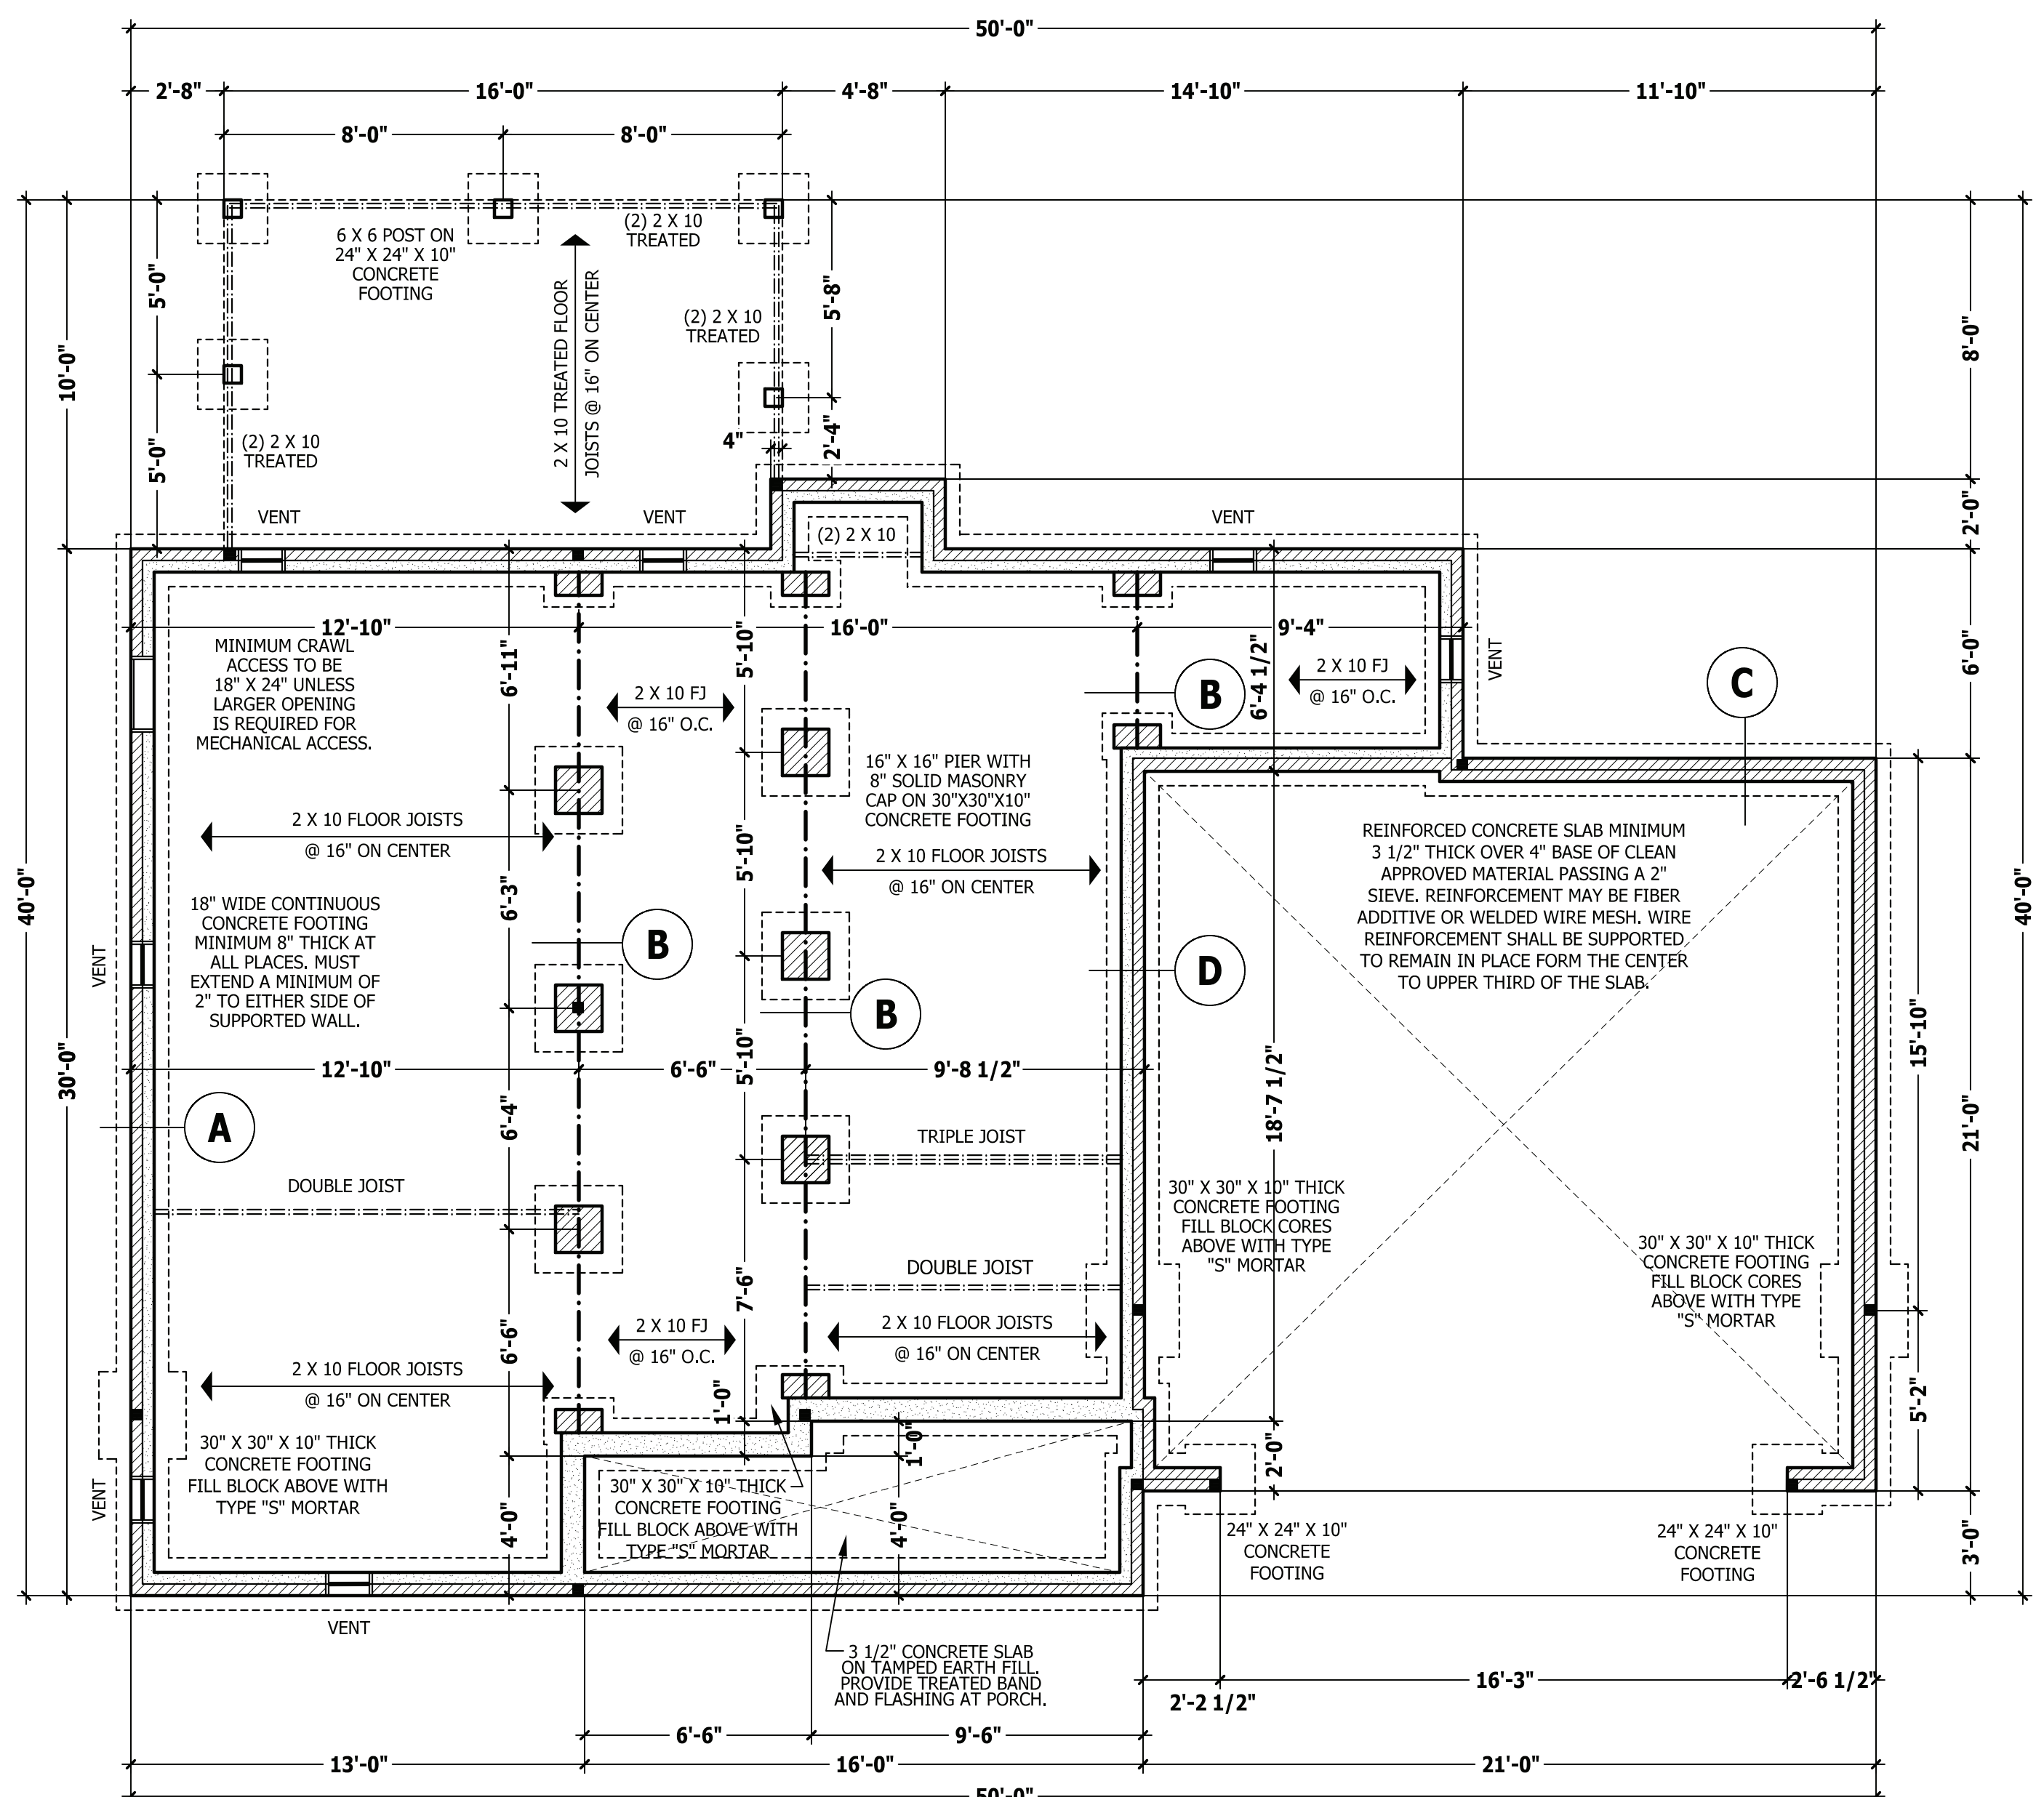 50'-0"
2'-8"
16'-0"
4'-8"
14'-10"
11'-10"
8'-0"
8'-0"
6 X 6 POST ON
24" X 24" X 10"
CONCRETE
FOOTING
(2) 2 X 10
TREATED
2 X 10 TREATED FLOOR
JOISTS @ 16" ON CENTER
(2) 2 X 10
TREATED
(2) 2 X 10
TREATED
5'-0"
5'-0"
10'-0"
5'-8"
2'-4"
4"
8'-0"
2'-0"
6'-0"
VENT
VENT
VENT
(2) 2 X 10
12'-10"
16'-0"
9'-4"
MINIMUM CRAWL
ACCESS TO BE
18" X 24" UNLESS
LARGER OPENING
IS REQUIRED FOR
MECHANICAL ACCESS.
6'-11"
5'-10"
6'-4 1/2"
2 X 10 FJ
@ 16" O.C.
2 X 10 FJ
@ 16" O.C.
VENT
B
C
16" X 16" PIER WITH
8" SOLID MASONRY
CAP ON 30"X30"X10"
CONCRETE FOOTING
2 X 10 FLOOR JOISTS
@ 16" ON CENTER
2 X 10 FLOOR JOISTS
@ 16" ON CENTER
REINFORCED CONCRETE SLAB MINIMUM
3 1/2" THICK OVER 4" BASE OF CLEAN
APPROVED MATERIAL PASSING A 2"
SIEVE. REINFORCEMENT MAY BE FIBER
ADDITIVE OR WELDED WIRE MESH. WIRE
REINFORCEMENT SHALL BE SUPPORTED
TO REMAIN IN PLACE FORM THE CENTER
TO UPPER THIRD OF THE SLAB.
40'-0"
40'-0"
18" WIDE CONTINUOUS
CONCRETE FOOTING
MINIMUM 8" THICK AT
ALL PLACES. MUST
EXTEND A MINIMUM OF
2" TO EITHER SIDE OF
SUPPORTED WALL.
6'-3"
5'-10"
B
B
D
VENT
30'-0"
12'-10"
6'-6"
9'-8 1/2"
5'-10"
18'-7 1/2"
15'-10"
21'-0"
A
6'-4"
TRIPLE JOIST
DOUBLE JOIST
30" X 30" X 10" THICK
CONCRETE FOOTING
FILL BLOCK CORES
ABOVE WITH TYPE
"S" MORTAR
30" X 30" X 10" THICK
CONCRETE FOOTING
FILL BLOCK CORES
ABOVE WITH TYPE
"S" MORTAR
DOUBLE JOIST
7'-6"
6'-6"
2 X 10 FJ
@ 16" O.C.
2 X 10 FLOOR JOISTS
@ 16" ON CENTER
2 X 10 FLOOR JOISTS
@ 16" ON CENTER
1'-0"
1'-0"
2'-0"
5'-2"
30" X 30" X 10" THICK
CONCRETE FOOTING
FILL BLOCK ABOVE WITH
TYPE "S" MORTAR
VENT
30" X 30" X 10" THICK
CONCRETE FOOTING
FILL BLOCK ABOVE WITH
TYPE "S" MORTAR
4'-0"
4'-0"
24" X 24" X 10"
CONCRETE
FOOTING
24" X 24" X 10"
CONCRETE
FOOTING
3'-0"
VENT
3 1/2" CONCRETE SLAB
ON TAMPED EARTH FILL.
PROVIDE TREATED BAND
AND FLASHING AT PORCH.
2'-2 1/2"
16'-3"
2'-6 1/2"
6'-6"
9'-6"
13'-0"
16'-0"
21'-0"
50'-0"